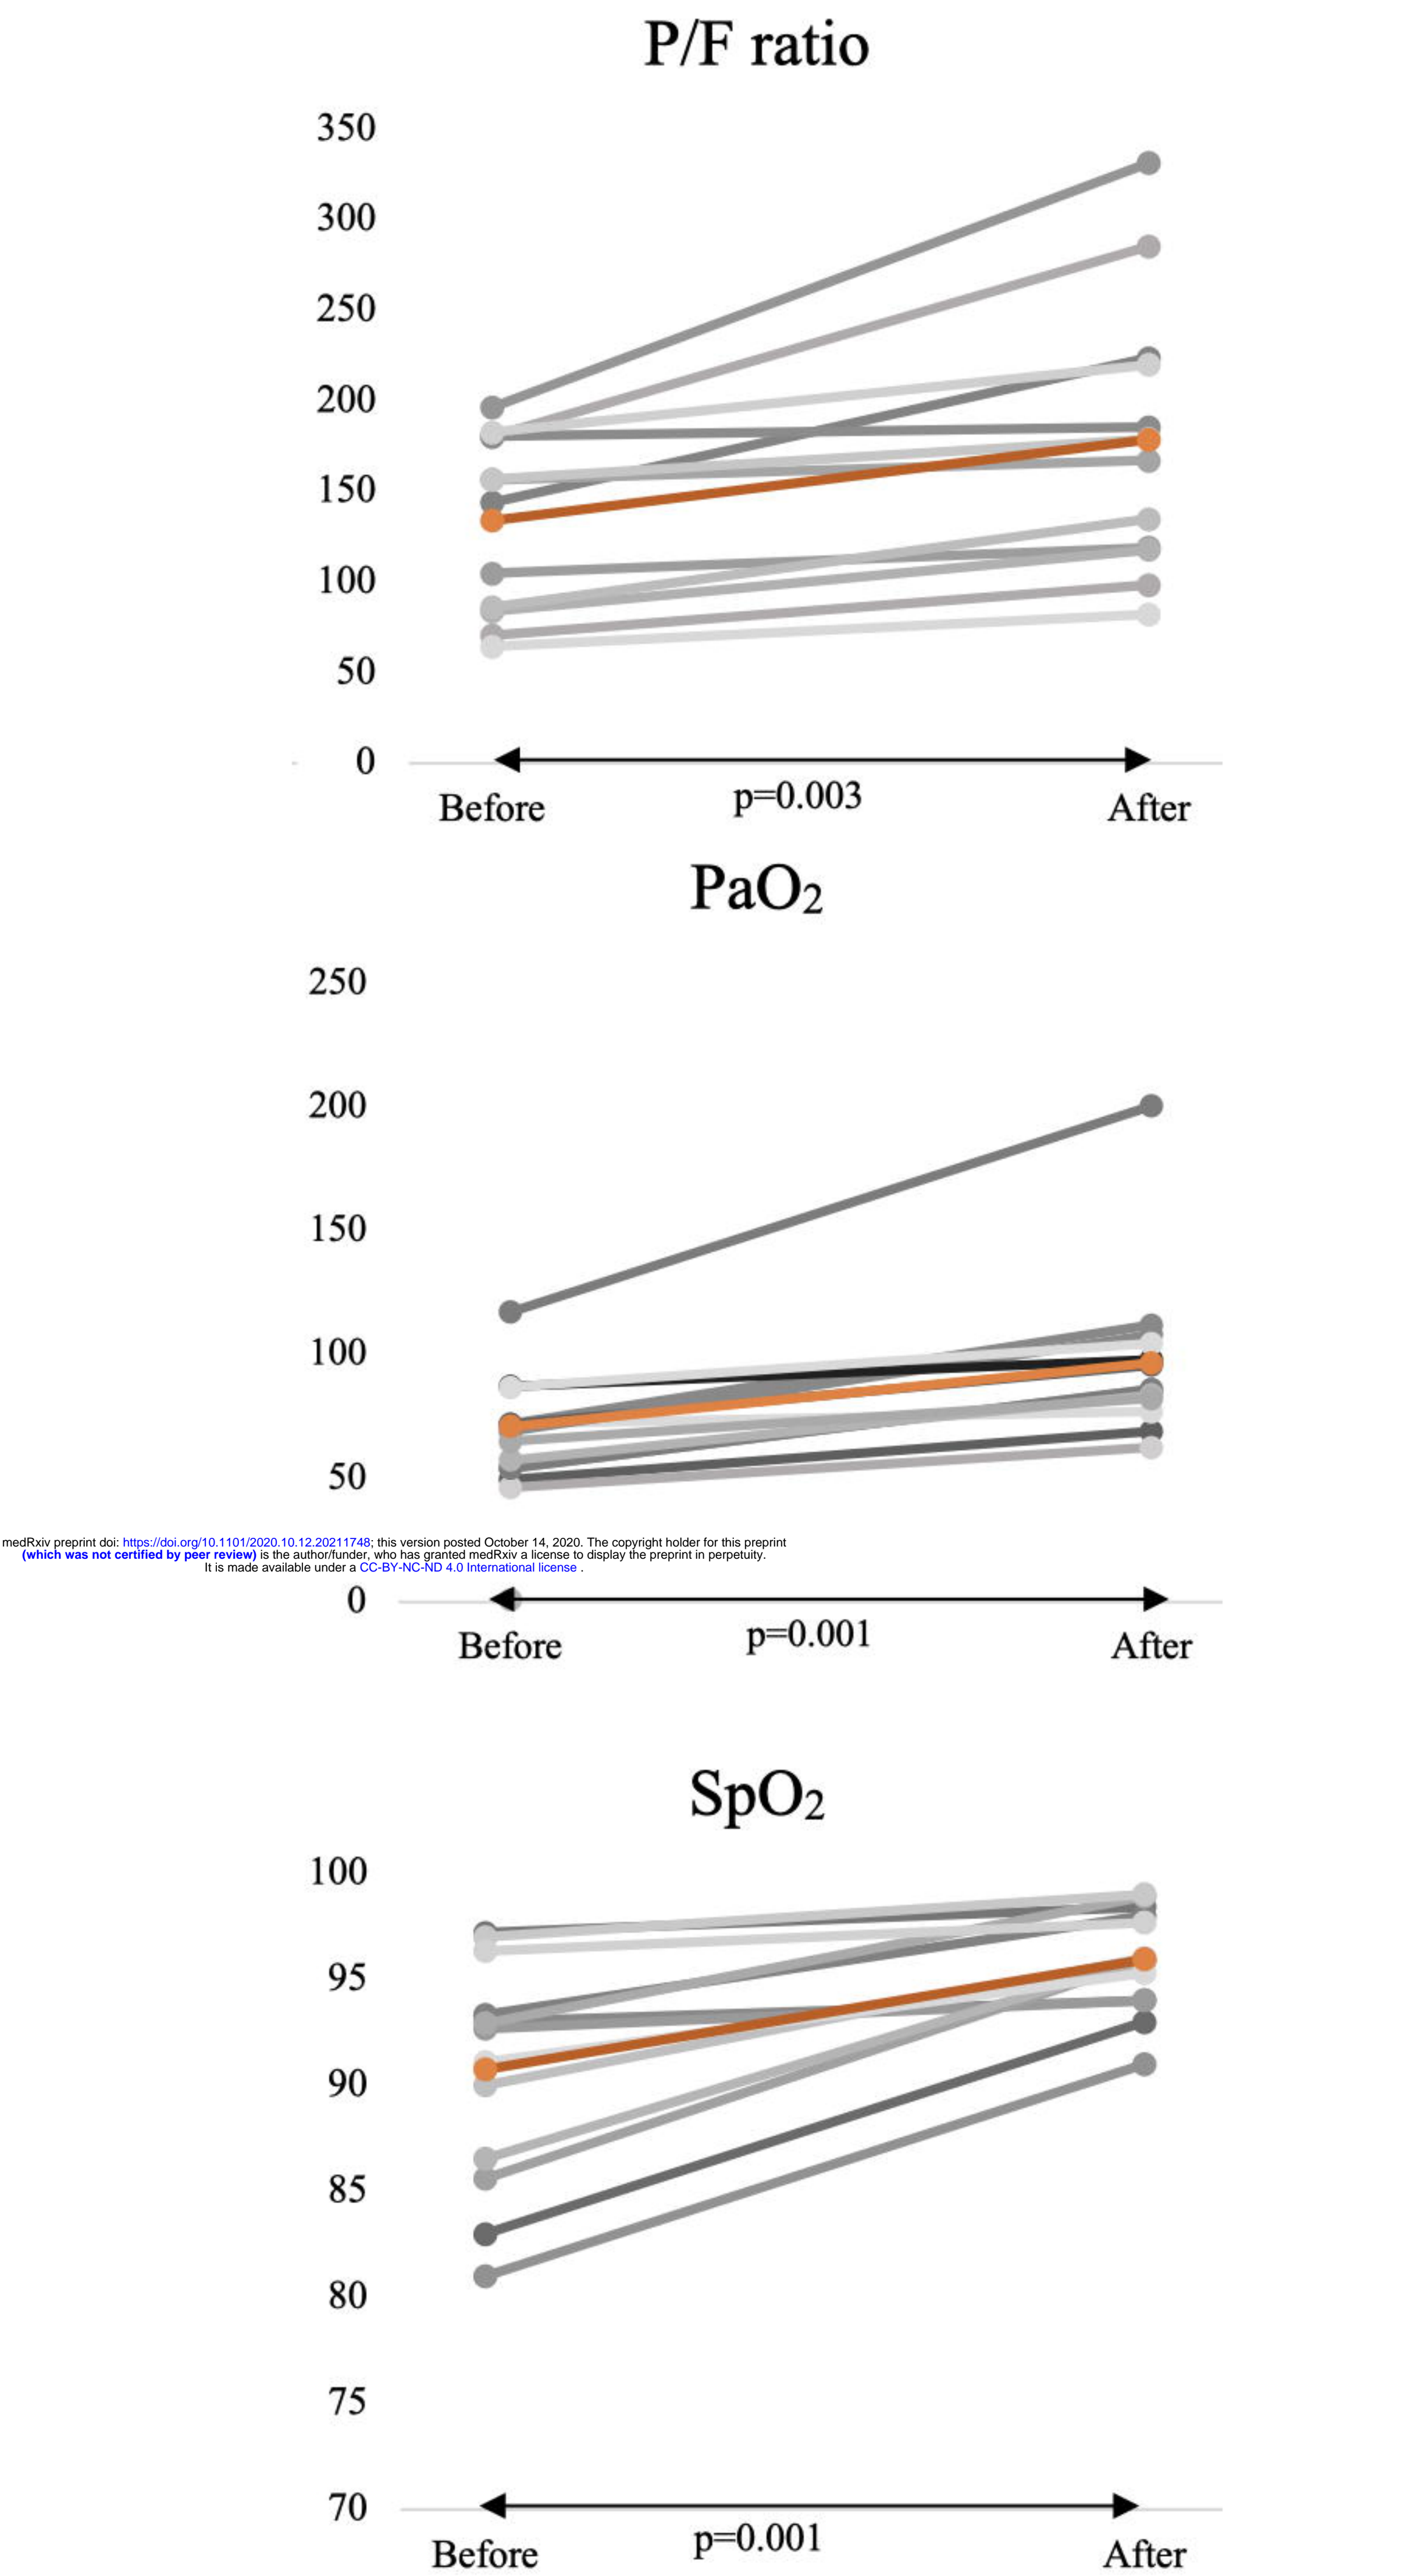 P/F ratio
350
300
250
200
150
100
50
0
Before p=0.003 After
PaO₂
250
200
150
100
50
medRxiv preprint doi: https://doi.org/10.1101/2020.10.12.20211748; this version posted October 14, 2020. The copyright holder for this preprint
(which was not certified by peer review) is the author/funder, who has granted medRxiv a license to display the preprint in perpetuity.
It is made available under a CC-BY-NC-ND 4.0 International license .
0
Before p=0.001 After
SpO₂
100
95
90
85
80
75
70
Before p=0.001 After